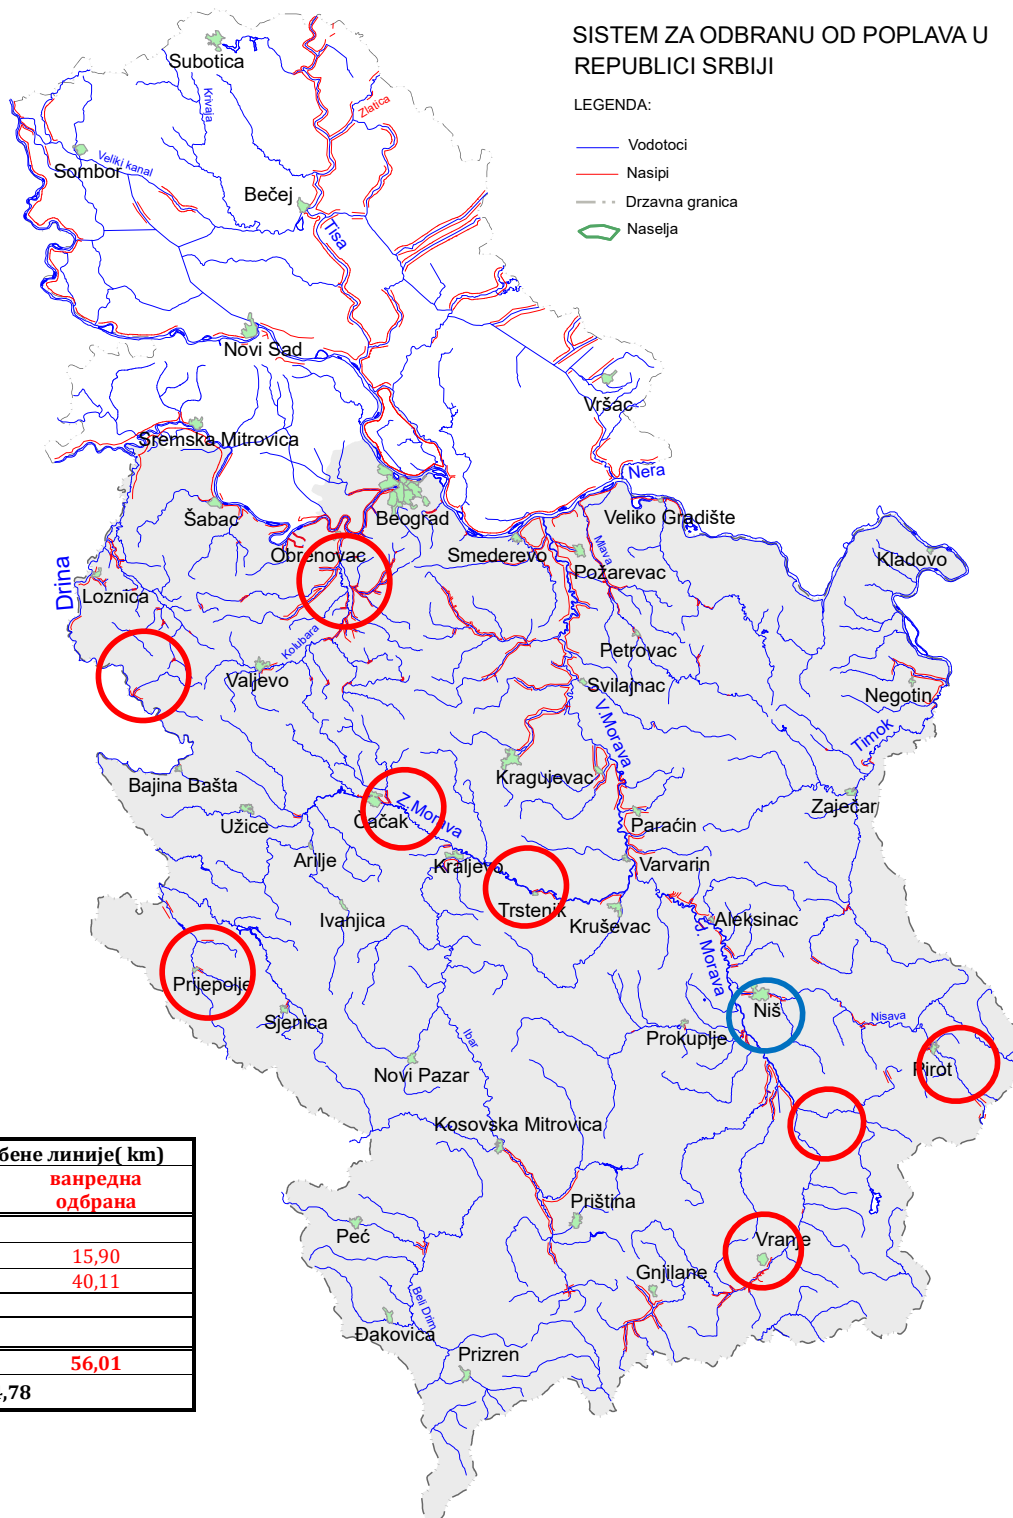 SISTEM ZA ODBRANU OD POPLAVA U
REPUBLICI SRBIJI
LEGENDA:
Vodotoci
Nasipi
Drzavna granica
Naselja
Subotica
Krivaja
Zlatica
Sombor
Veliki kanal
Bečej
Tisa
Novi Sad
Vršac
Sremska Mitrovica
Nera
Šabac
Beograd
Veliko Gradište
Obrenovac
Smederevo
Mlava
Požarevac
Kladovo
Drina
Loznica
Kolubara
Petrovac
Valjevo
Svilajnac
Negotin
V.Morava
Timok
Bajina Bašta
Kragujevac
Zaječar
Z.Morava
Čačak
Užice
Paraćin
Arilje
Kraljevo
Varvarin
Ivanjica
Trstenik
Kruševac
Aleksinac
J. Morava
Prijepolje
Sjenica
Niš
Nisava
Ibar
Prokuplje
Pirot
Novi Pazar
Kosovska Mitrovica
бене линије( km)
ванредна
одбрана
15,90
40,11
56,01
,78
Priština
Peć
Vranje
Gnjilane
Beli Drim
Đakovica
Prizren